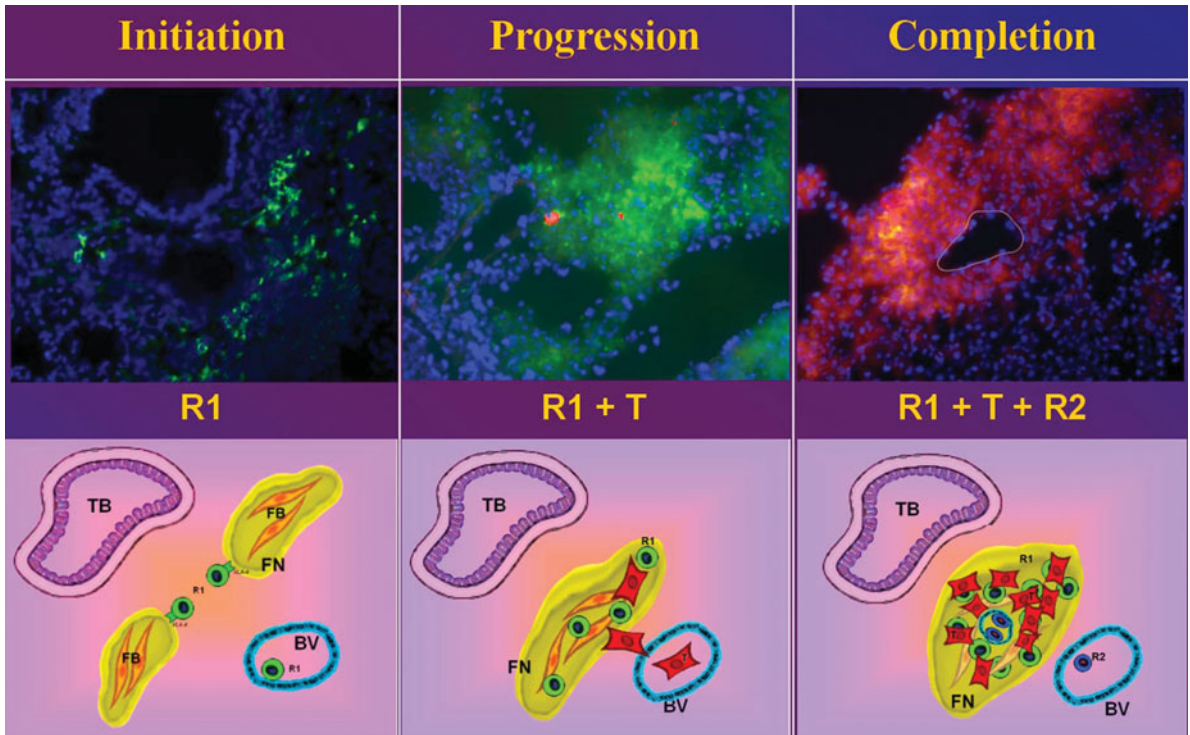 Initiation
Progression
Completion
R1
R1 + T
R1 + T + R2
TB
FB
FN
R1
FB
BV
R1
TB
R1
FN
T
BV
TB
R1
T
T
FN
R2
BV